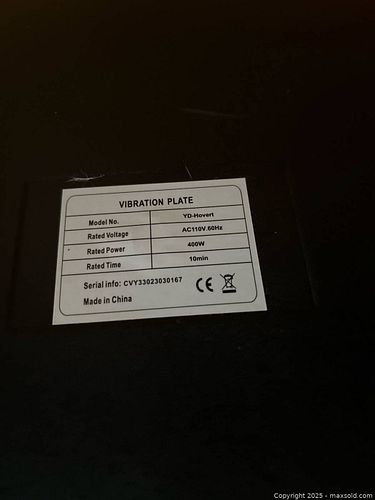 VIBRATION PLATE
Model No. YD-Hovert
Rated Voltage AC110V.60Hz
Rated Power 400W
Rated Time 10min
Serial info: CVY33023030167
Made in China
CE
Copyright 2025 - maxsold.com